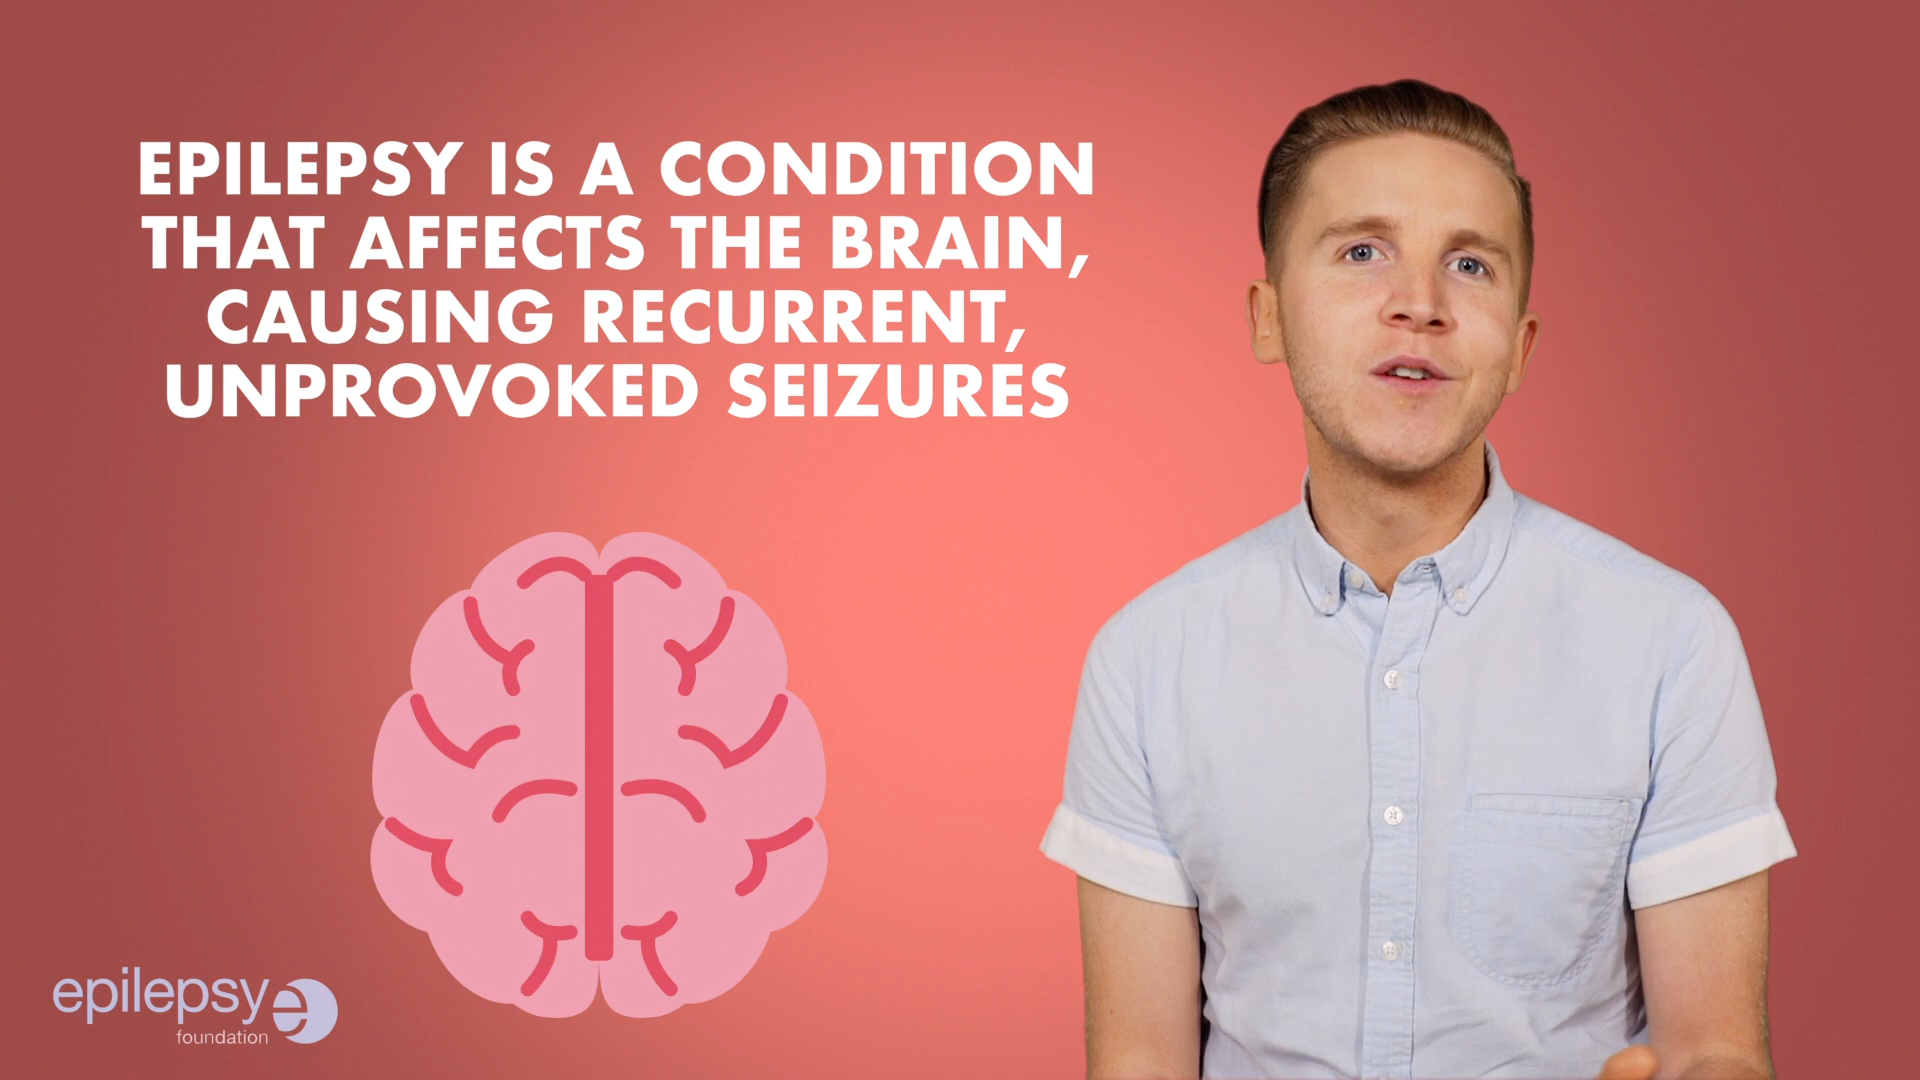 EPILEPSY IS A CONDITION
THAT AFFECTS THE BRAIN,
CAUSING RECURRENT,
UNPROVOKED SEIZURES
epilepsy e
foundation